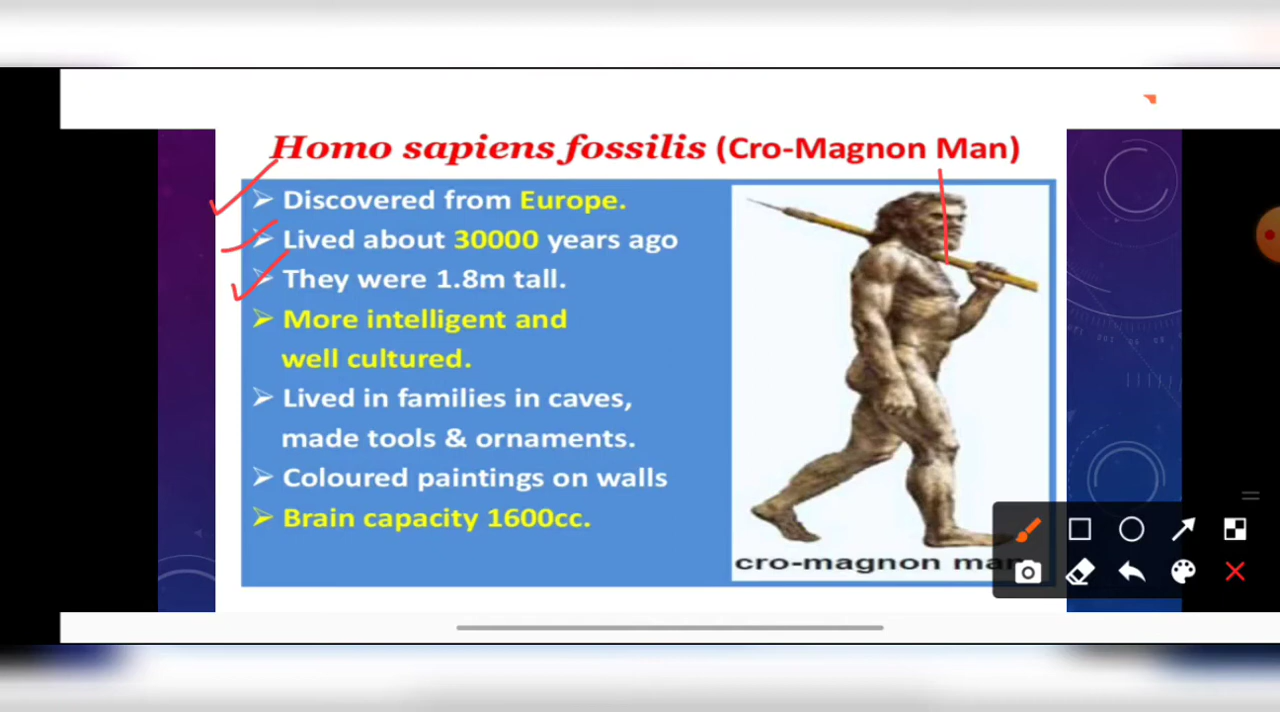 Homo sapiens fossilis (Cro-Magnon Man)
➢ Discovered from Europe.
➢ Lived about 30000 years ago
➢ They were 1.8m tall.
➢ More intelligent and
well cultured.
➢ Lived in families in caves,
made tools & ornaments.
➢ Coloured paintings on walls
➢ Brain capacity 1600cc.
cro-magnon man